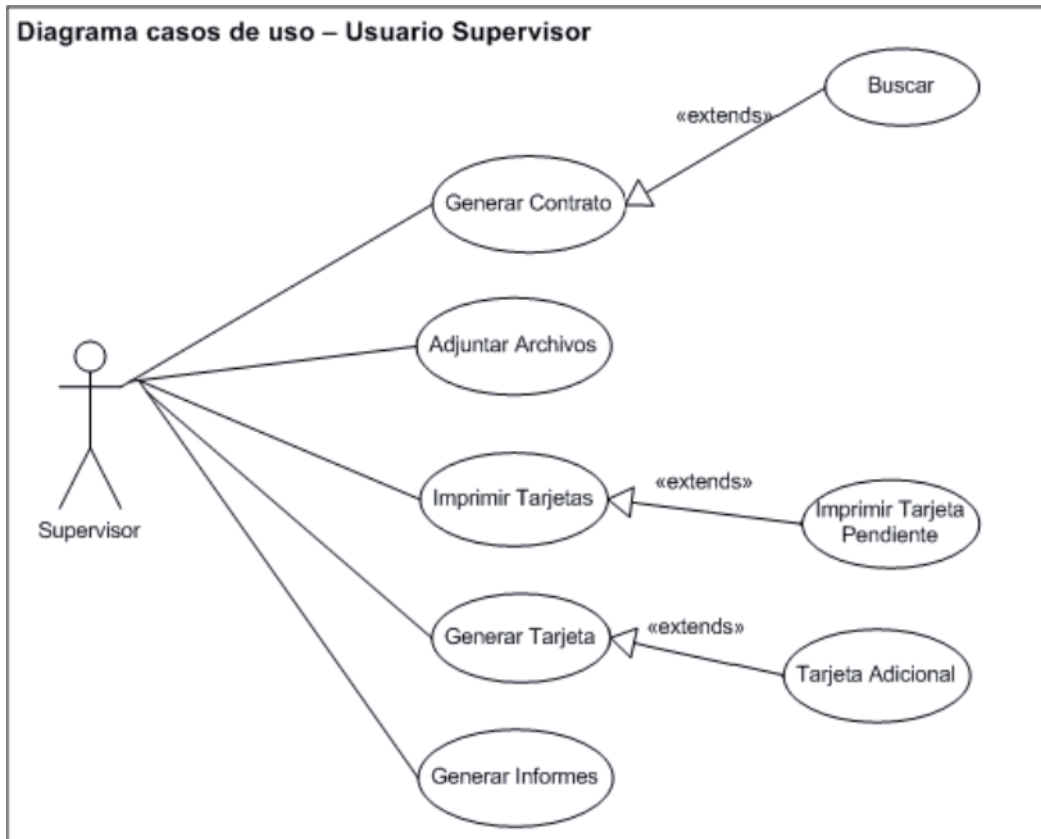 Diagrama casos de uso – Usuario Supervisor
Buscar
«extends»
Generar Contrato
Adjuntar Archivos
Imprimir Tarjetas
«extends»
Imprimir Tarjeta
Pendiente
Supervisor
Generar Tarjeta
«extends»
Tarjeta Adicional
Generar Informes